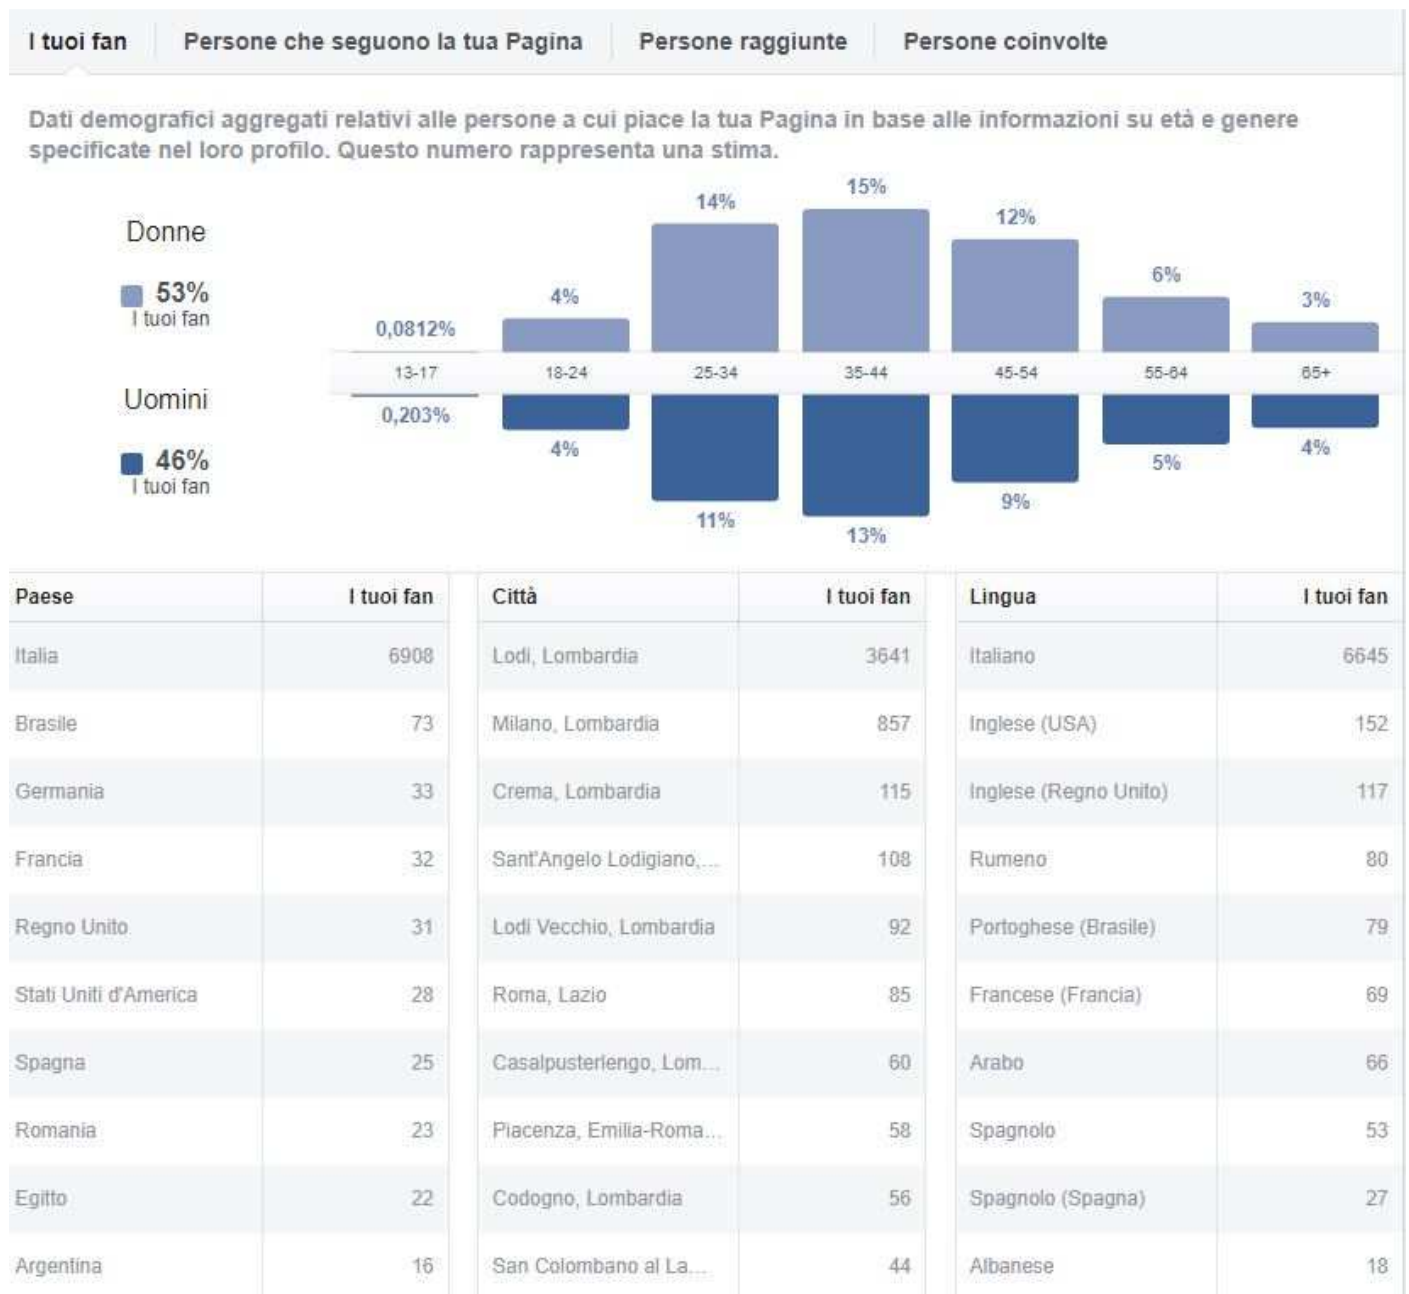 I tuoi fan Persone che seguono la tua Pagina Persone raggiunte Persone coinvolte
Dati demografici aggregati relativi alle persone a cui piace la tua Pagina in base alle informazioni su età e genere
specificate nel loro profilo. Questo numero rappresenta una stima.
Donne
53%
I tuoi fan
0,0812% 4% 14% 15% 12% 6% 3%
13-17 18-24 25-34 35-44 45-54 55-64 65+
Uomini
46%
I tuoi fan
0,203% 4% 11% 13% 9% 5% 4%
Paese I tuoi fan Città I tuoi fan Lingua I tuoi fan
Italia 6908 Lodi, Lombardia 3641 Italiano 6645
Brasile 73 Milano, Lombardia 857 Inglese (USA) 152
Germania 33 Crema, Lombardia 115 Inglese (Regno Unito) 117
Francia 32 Sant'Angelo Lodigiano,... 108 Rumeno 80
Regno Unito 31 Lodi Vecchio, Lombardia 92 Portoghese (Brasile) 79
Stati Uniti d'America 28 Roma, Lazio 85 Francese (Francia) 69
Spagna 25 Casalpusterlengo, Lom... 60 Arabo 66
Romania 23 Piacenza, Emilia-Roma... 58 Spagnolo 53
Egitto 22 Codogno, Lombardia 56 Spagnolo (Spagna) 27
Argentina 16 San Colombano al La... 44 Albanese 18